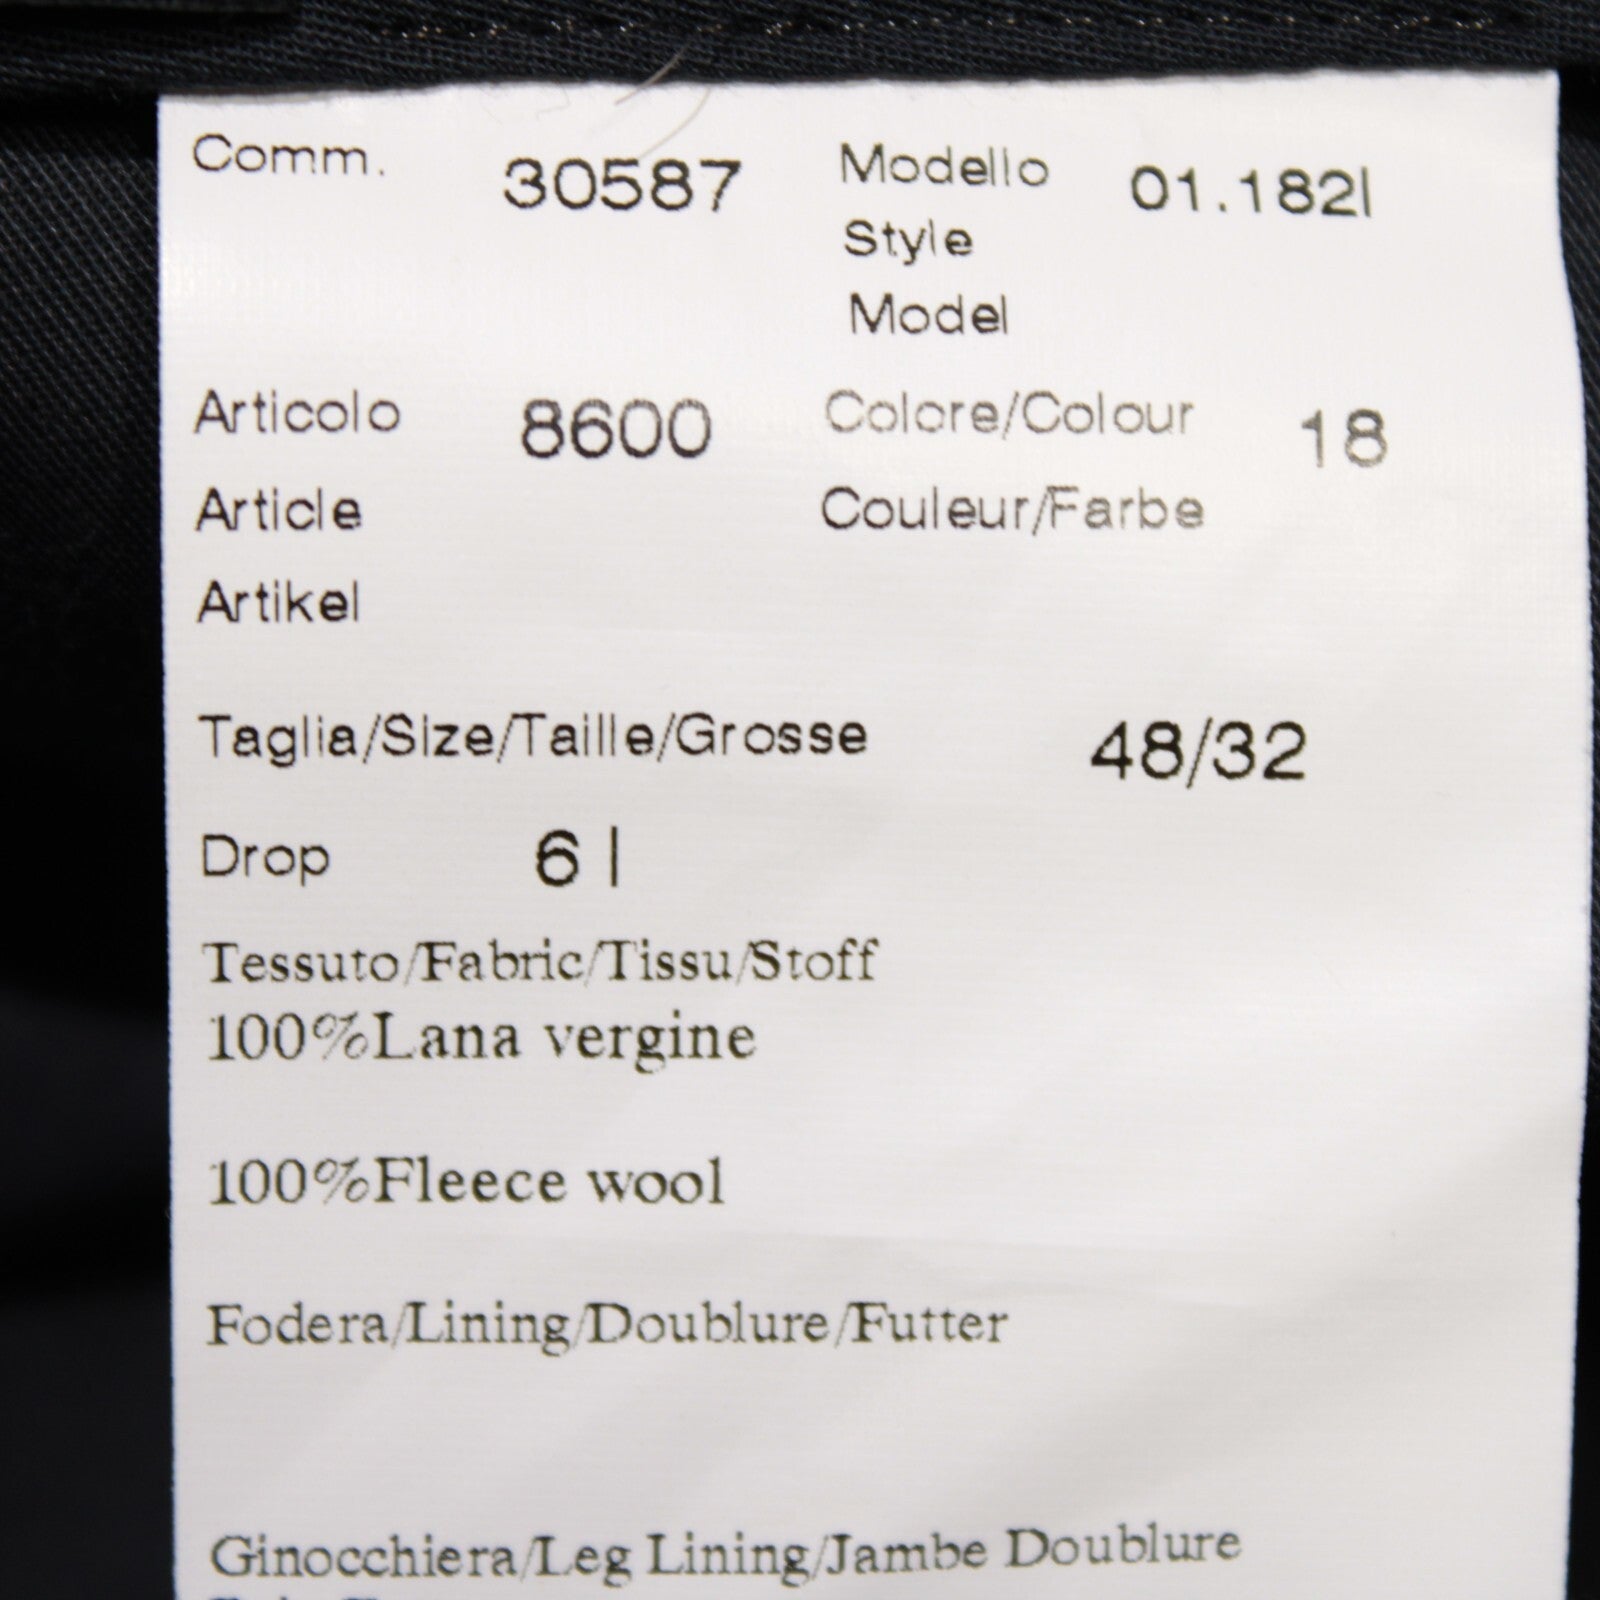 Comm. 30587 Modello 01.182l
Style
Model
Articolo 8600 Colore/Colour 18
Article Couleur/Farbe
Artikel
Taglia/Size/Taille/Grosse 48/32
Drop 6 l
Tessuto/Fabric/Tissu/Stoff
100%Lana vergine
100%Fleece wool
Fodera/Lining/Doublure/Futter
Ginocchiera/Leg Lining/Jambe Doublure